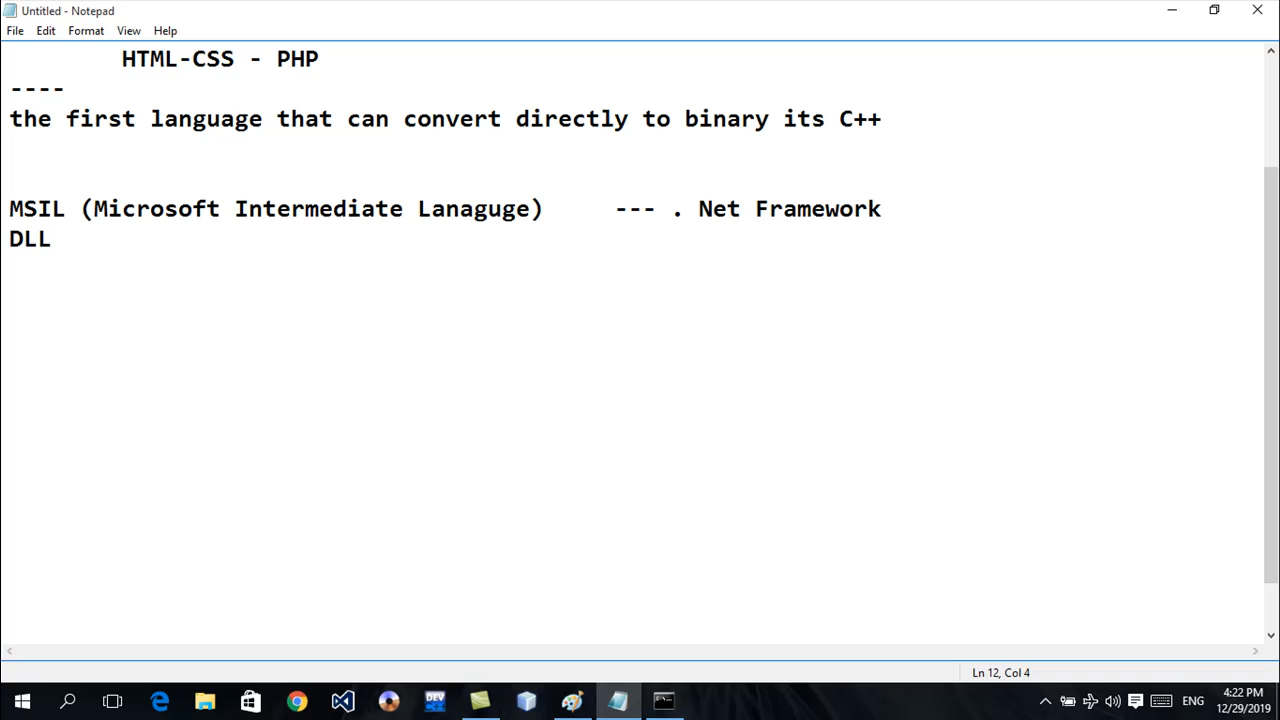 Untitled - Notepad
File Edit Format View Help
HTML-CSS - PHP
----
the first language that can convert directly to binary its C++
MSIL (Microsoft Intermediate Lanaguge) --- . Net Framework
DLL
Ln 12, Col 4
DEV
ENG
4:22 PM
12/29/2019